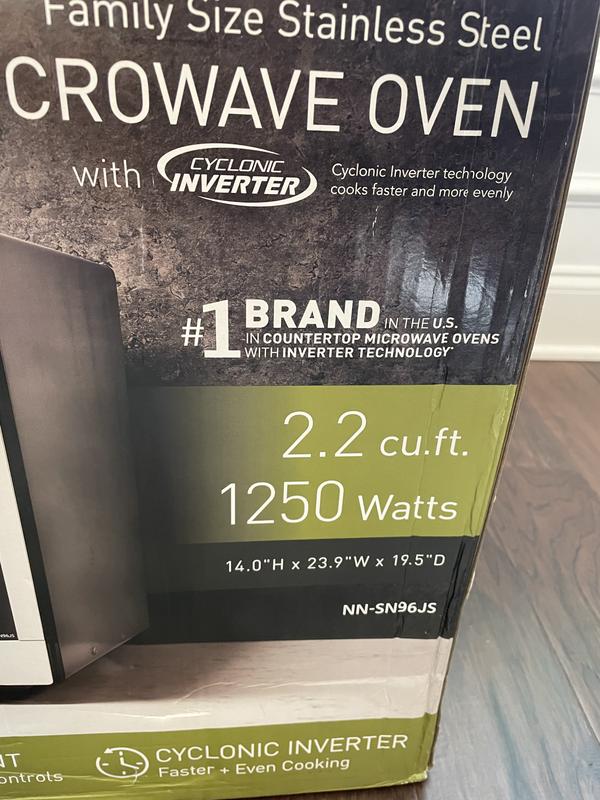 Family Size Stainless Steel
CROWAVE OVEN
with CYCLONIC INVERTER
Cyclonic Inverter technology
cooks faster and more evenly
#1 BRAND IN THE U.S.
IN COUNTERTOP MICROWAVE OVENS
WITH INVERTER TECHNOLOGY*
2.2 cu.ft.
1250 Watts
14.0"H x 23.9"W x 19.5"D
NN-SN96JS
NT
ontrols
CYCLONIC INVERTER
Faster + Even Cooking